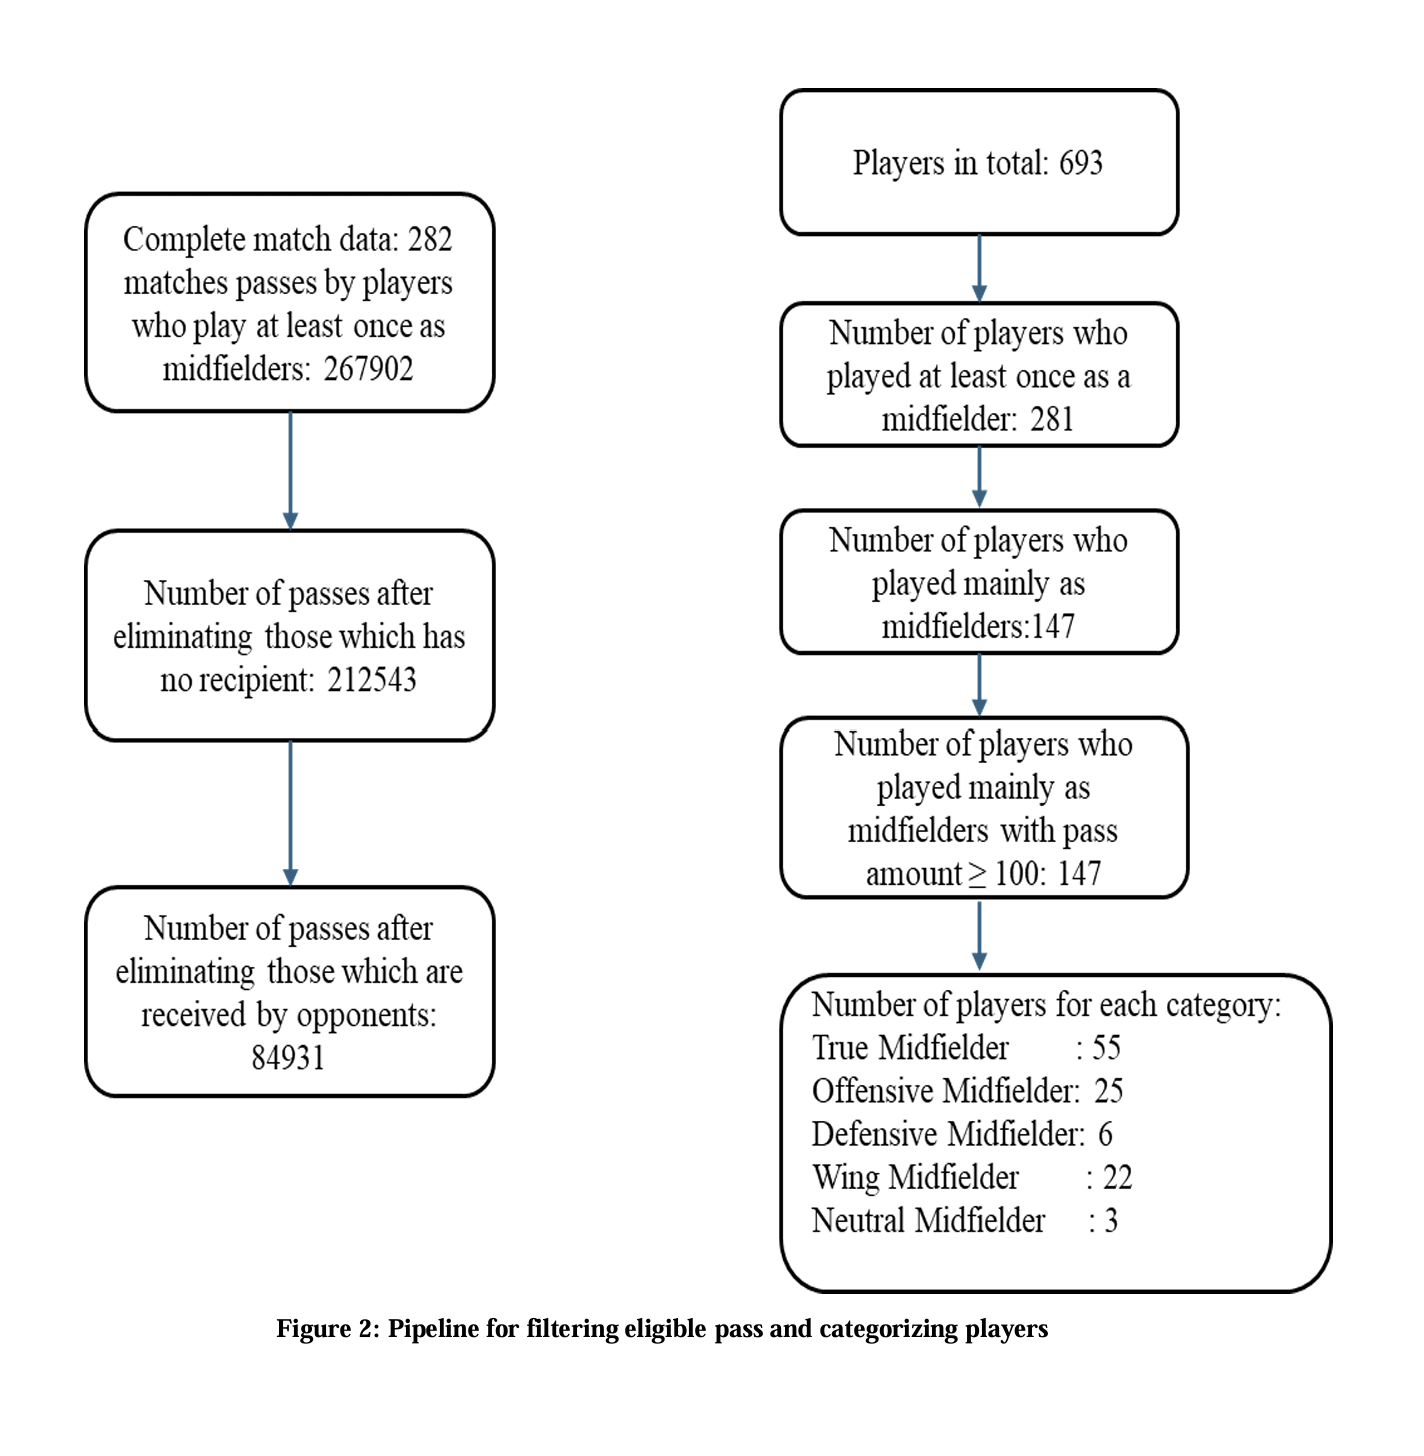 Complete match data: 282
matches passes by players
who play at least once as
midfielders: 267902
Number of passes after
eliminating those which has
no recipient: 212543
Number of passes after
eliminating those which are
received by opponents:
84931
Players in total: 693
Number of players who
played at least once as a
midfielder: 281
Number of players who
played mainly as
midfielders:147
Number of players who
played mainly as
midfielders with pass
amount ≥ 100: 147
Number of players for each category:
True Midfielder : 55
Offensive Midfielder: 25
Defensive Midfielder: 6
Wing Midfielder : 22
Neutral Midfielder : 3
Figure 2: Pipeline for filtering eligible pass and categorizing players